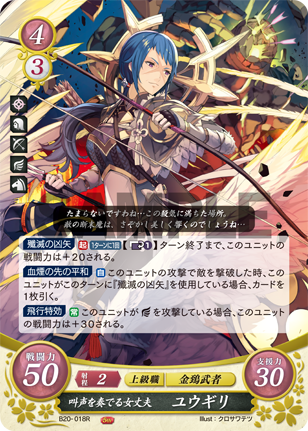 4
3
たまらないですわね…この殺気に満ちた場所。
敵の断末魔は、さぞかし美しく響くのでしょうね…
殲滅の凶矢 起 1ターンに1回 【1】ターン終了まで、このユニットの
戦闘力は＋20される。
血煙の先の平和 自 このユニットの攻撃で敵を撃破した時、このユ
ニットがこのターンに『殲滅の凶矢』を使用している場合、カードを
1枚引く。
飛行特効 常 このユニットがを攻撃している場合、このユニット
の戦闘力は＋30される。
戦闘力
50
射程 2
上級職
金鵄武者
支援力
30
叫声を奏でる女丈夫 ユウギリ
B20-018R
Illust：クロサワテツ